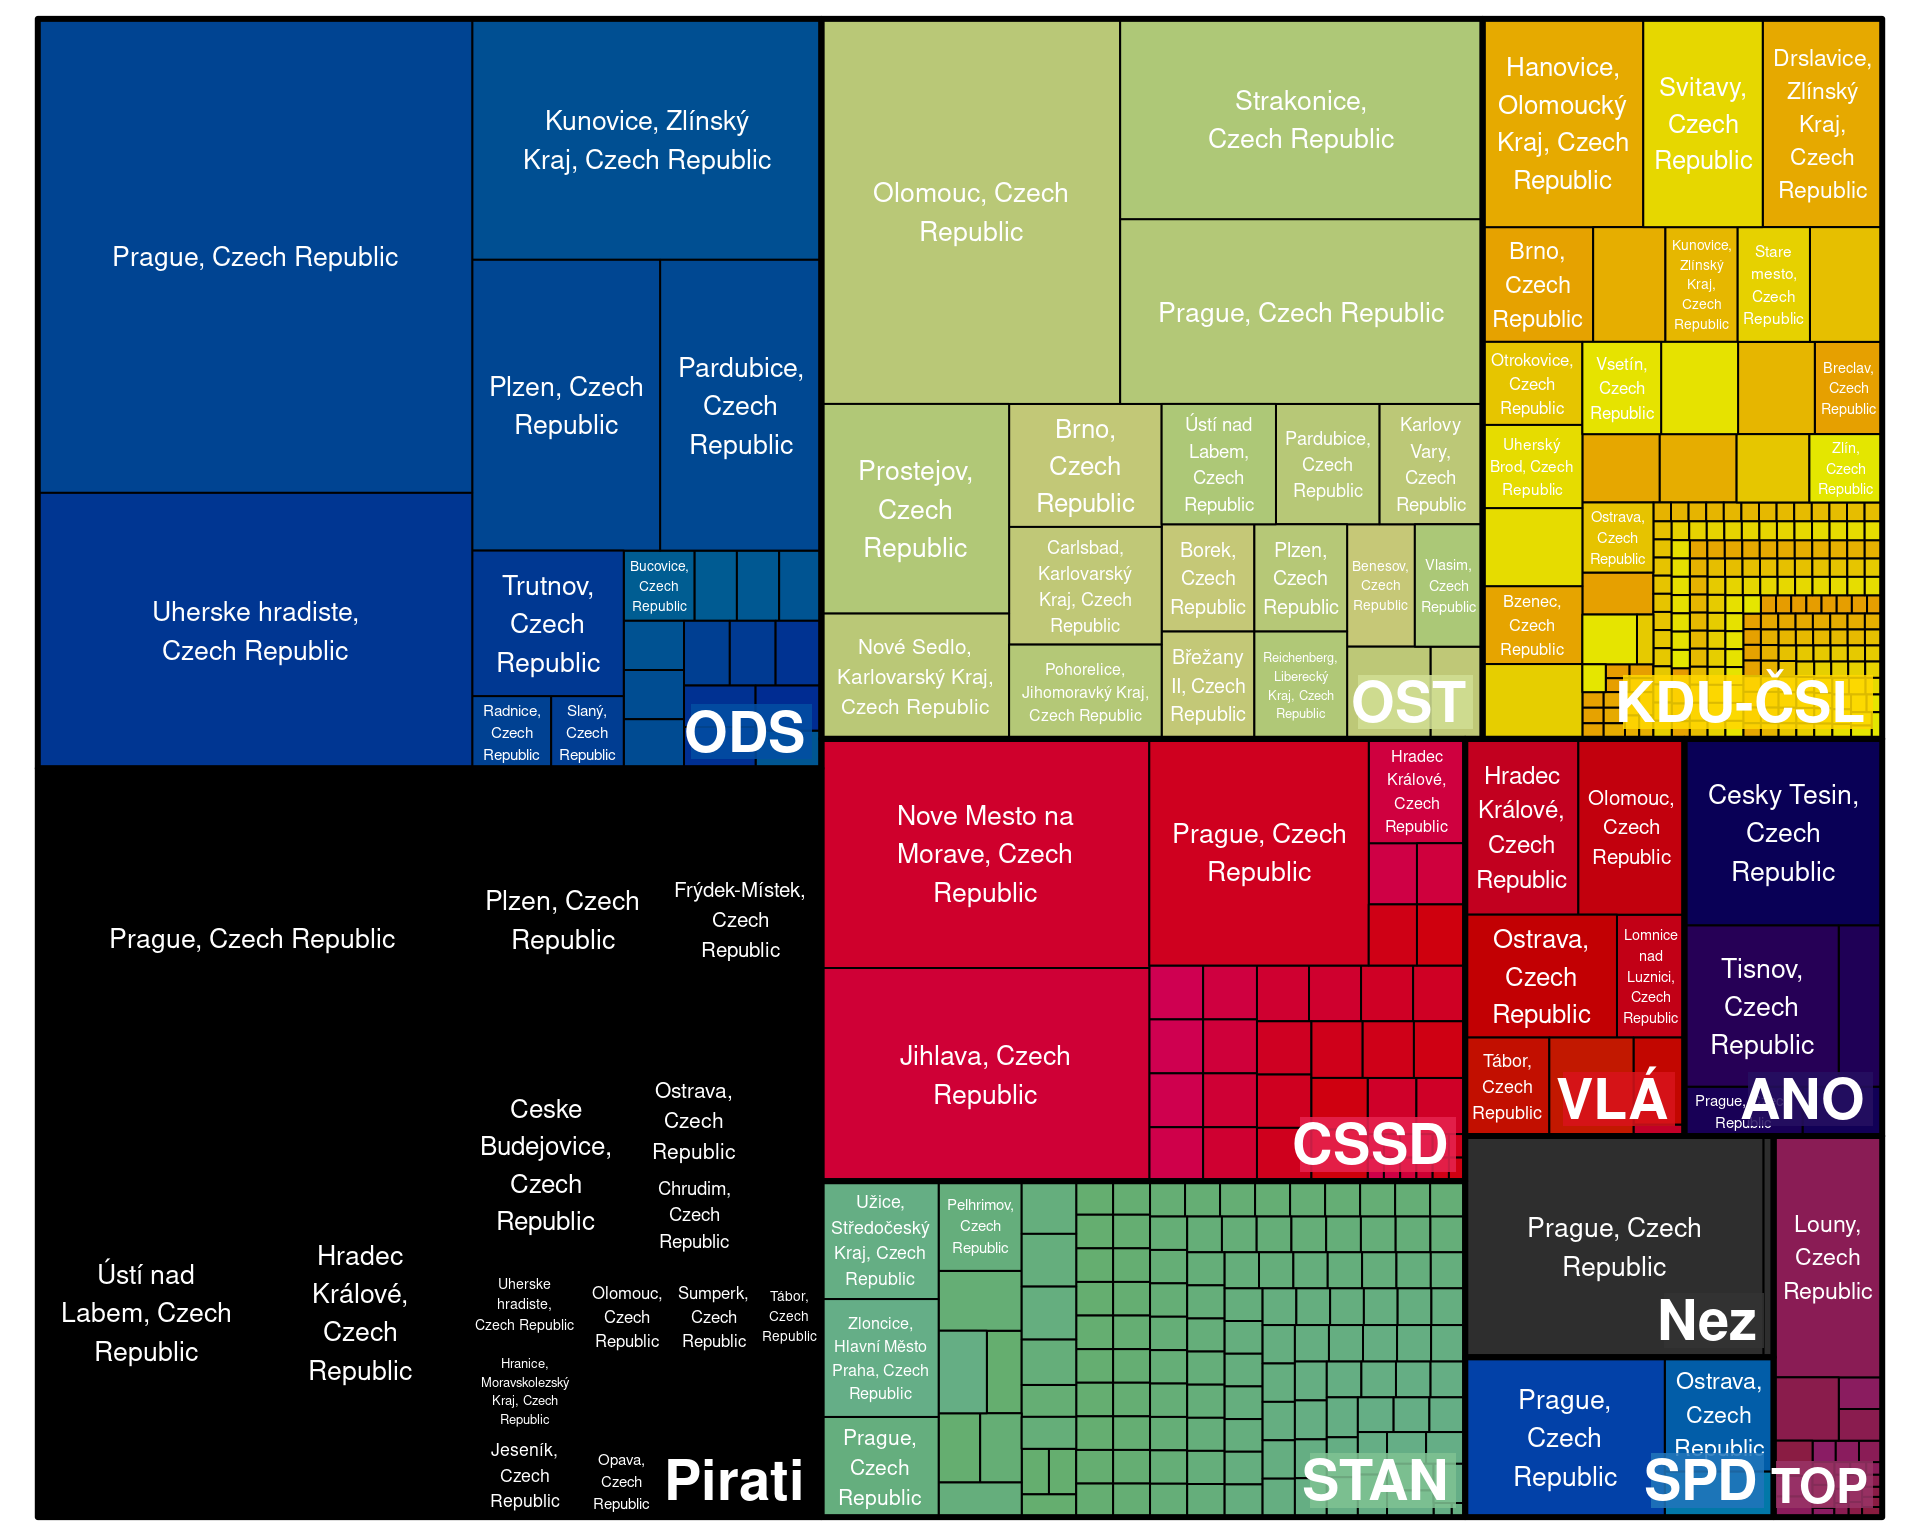 Prague, Czech Republic
Uherske hradiste,
Czech Republic
Kunovice, Zlínský
Kraj, Czech Republic
Plzen, Czech
Republic
Pardubice,
Czech
Republic
Trutnov,
Czech
Republic
Radnice,
Czech
Republic
Slaný,
Czech
Republic
Bucovice,
Czech
Republic
ODS
Olomouc, Czech
Republic
Strakonice,
Czech Republic
Prague, Czech Republic
Prostejov,
Czech
Republic
Nové Sedlo,
Karlovarský Kraj,
Czech Republic
Brno,
Czech
Republic
Carlsbad,
Karlovarský
Kraj, Czech
Republic
Pohorelice,
Jihomoravký Kraj,
Czech Republic
Ústí nad
Labem,
Czech
Republic
Pardubice,
Czech
Republic
Karlovy
Vary,
Czech
Republic
Borek,
Czech
Republic
Plzen,
Czech
Republic
Benesov,
Czech
Republic
Vlasim,
Czech
Republic
Břežany
II, Czech
Republic
Reichenberg,
Liberecký
Kraj, Czech
Republic
OST
Hanovice,
Olomoucký
Kraj, Czech
Republic
Svitavy,
Czech
Republic
Drslavice,
Zlínský
Kraj,
Czech
Republic
Brno,
Czech
Republic
Kunovice,
Zlínský
Kraj,
Czech
Republic
Stare
mesto,
Czech
Republic
Otrokovice,
Czech
Republic
Vsetín,
Czech
Republic
Breclav,
Czech
Republic
Uherský
Brod, Czech
Republic
Zlín,
Czech
Republic
Ostrava,
Czech
Republic
Bzenec,
Czech
Republic
KDU-ČSL
Prague, Czech Republic
Plzen, Czech
Republic
Frýdek-Místek,
Czech
Republic
Ústí nad
Labem, Czech
Republic
Hradec
Králové,
Czech
Republic
Ceske
Budejovice,
Czech
Republic
Ostrava,
Czech
Republic
Chrudim,
Czech
Republic
Uherske
hradiste,
Czech Republic
Olomouc,
Czech
Republic
Sumperk,
Czech
Republic
Tábor,
Czech
Republic
Hranice,
Moravskolezský
Kraj, Czech
Republic
Jeseník,
Czech
Republic
Opava,
Czech
Republic
Pirati
Nove Mesto na
Morave, Czech
Republic
Jihlava, Czech
Republic
Prague, Czech
Republic
Hradec
Králové,
Czech
Republic
CSSD
Užice,
Středočeský
Kraj, Czech
Republic
Zloncice,
Hlavní Město
Praha, Czech
Republic
Prague,
Czech
Republic
Pelhrimov,
Czech
Republic
STAN
Hradec
Králové,
Czech
Republic
Olomouc,
Czech
Republic
Ostrava,
Czech
Republic
Lomnice
nad
Luznici,
Czech
Republic
Tábor,
Czech
Republic
VLÁ
Cesky Tesin,
Czech
Republic
Tisnov,
Czech
Republic
Prague,
Republic
ANO
Prague, Czech
Republic
Nez
Prague,
Czech
Republic
Ostrava,
Czech
Republic
SPD
Louny,
Czech
Republic
TOP